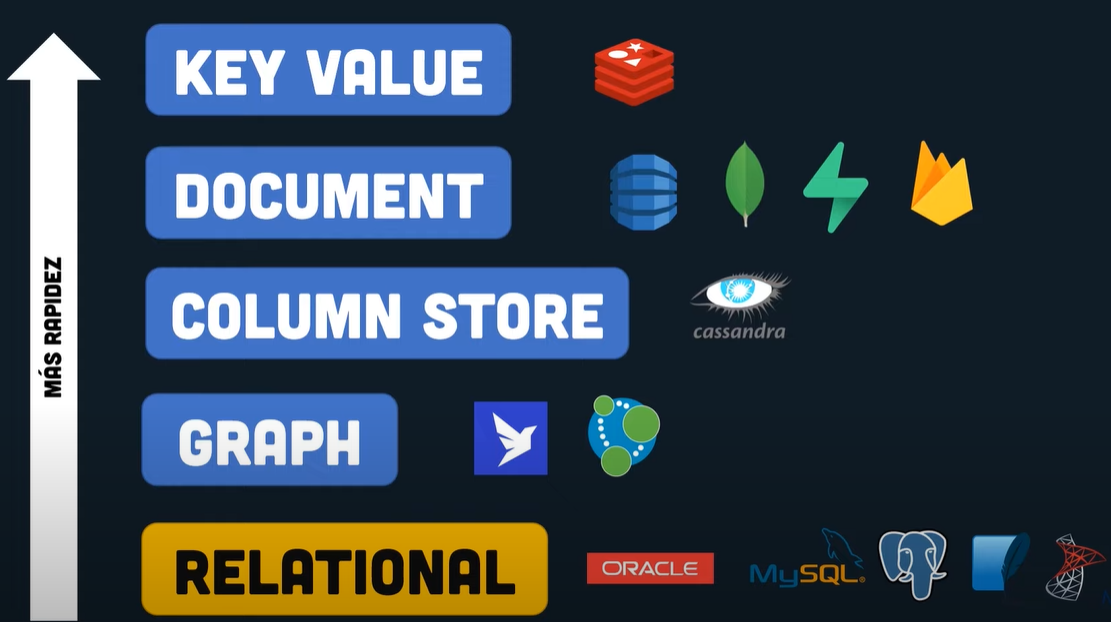 KEY VALUE
DOCUMENT
COLUMN STORE
cassandra
GRAPH
RELATIONAL
ORACLE
MySQL®
MÁS RAPIDEZ